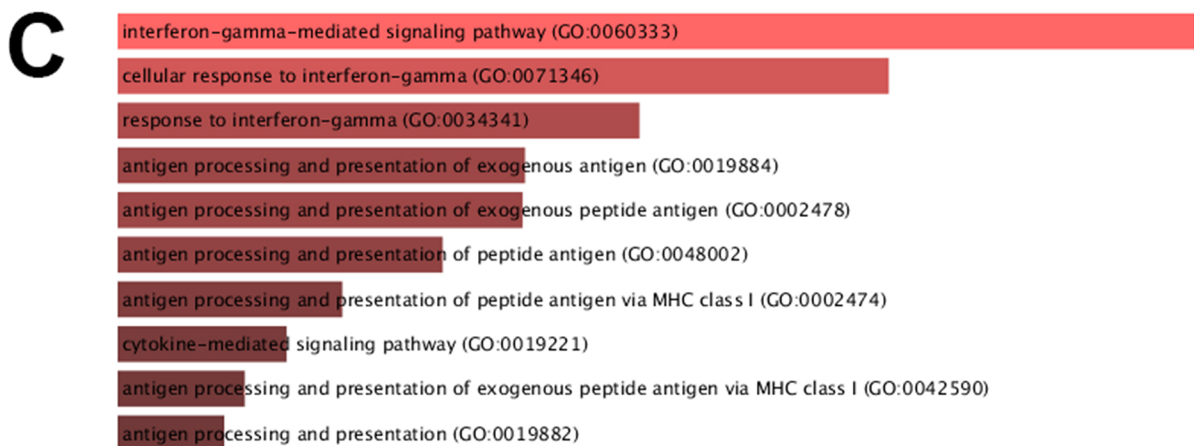 C
interferon-gamma-mediated signaling pathway (GO:0060333)
cellular response to interferon-gamma (GO:0071346)
response to interferon-gamma (GO:0034341)
antigen processing and presentation of exogenous antigen (GO:0019884)
antigen processing and presentation of exogenous peptide antigen (GO:0002478)
antigen processing and presentation of peptide antigen (GO:0048002)
antigen processing and presentation of peptide antigen via MHC class I (GO:0002474)
cytokine-mediated signaling pathway (GO:0019221)
antigen processing and presentation of exogenous peptide antigen via MHC class I (GO:0042590)
antigen processing and presentation (GO:0019882)